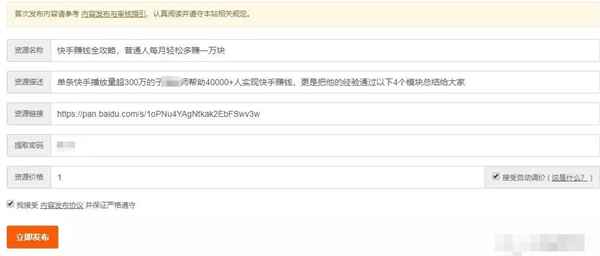 首次发布内容请参考 内容发布与审核指引，认真阅读并遵守本站相关规定。
资源名称 快手赚钱全攻略，普通人每月轻松多赚一万块
资源描述 单条快手播放量超300万的子 师帮助40000+人实现快手赚钱，更是把他的经验通过以下4个模块总结给大家
资源链接 https://pan.baidu.com/s/1oPNu4YAgNfkak2EbFSwv3w
提取密码
资源价格 1 接受自动调价 (这是什么？)
我接受 内容发布协议 并保证严格遵守
立即发布